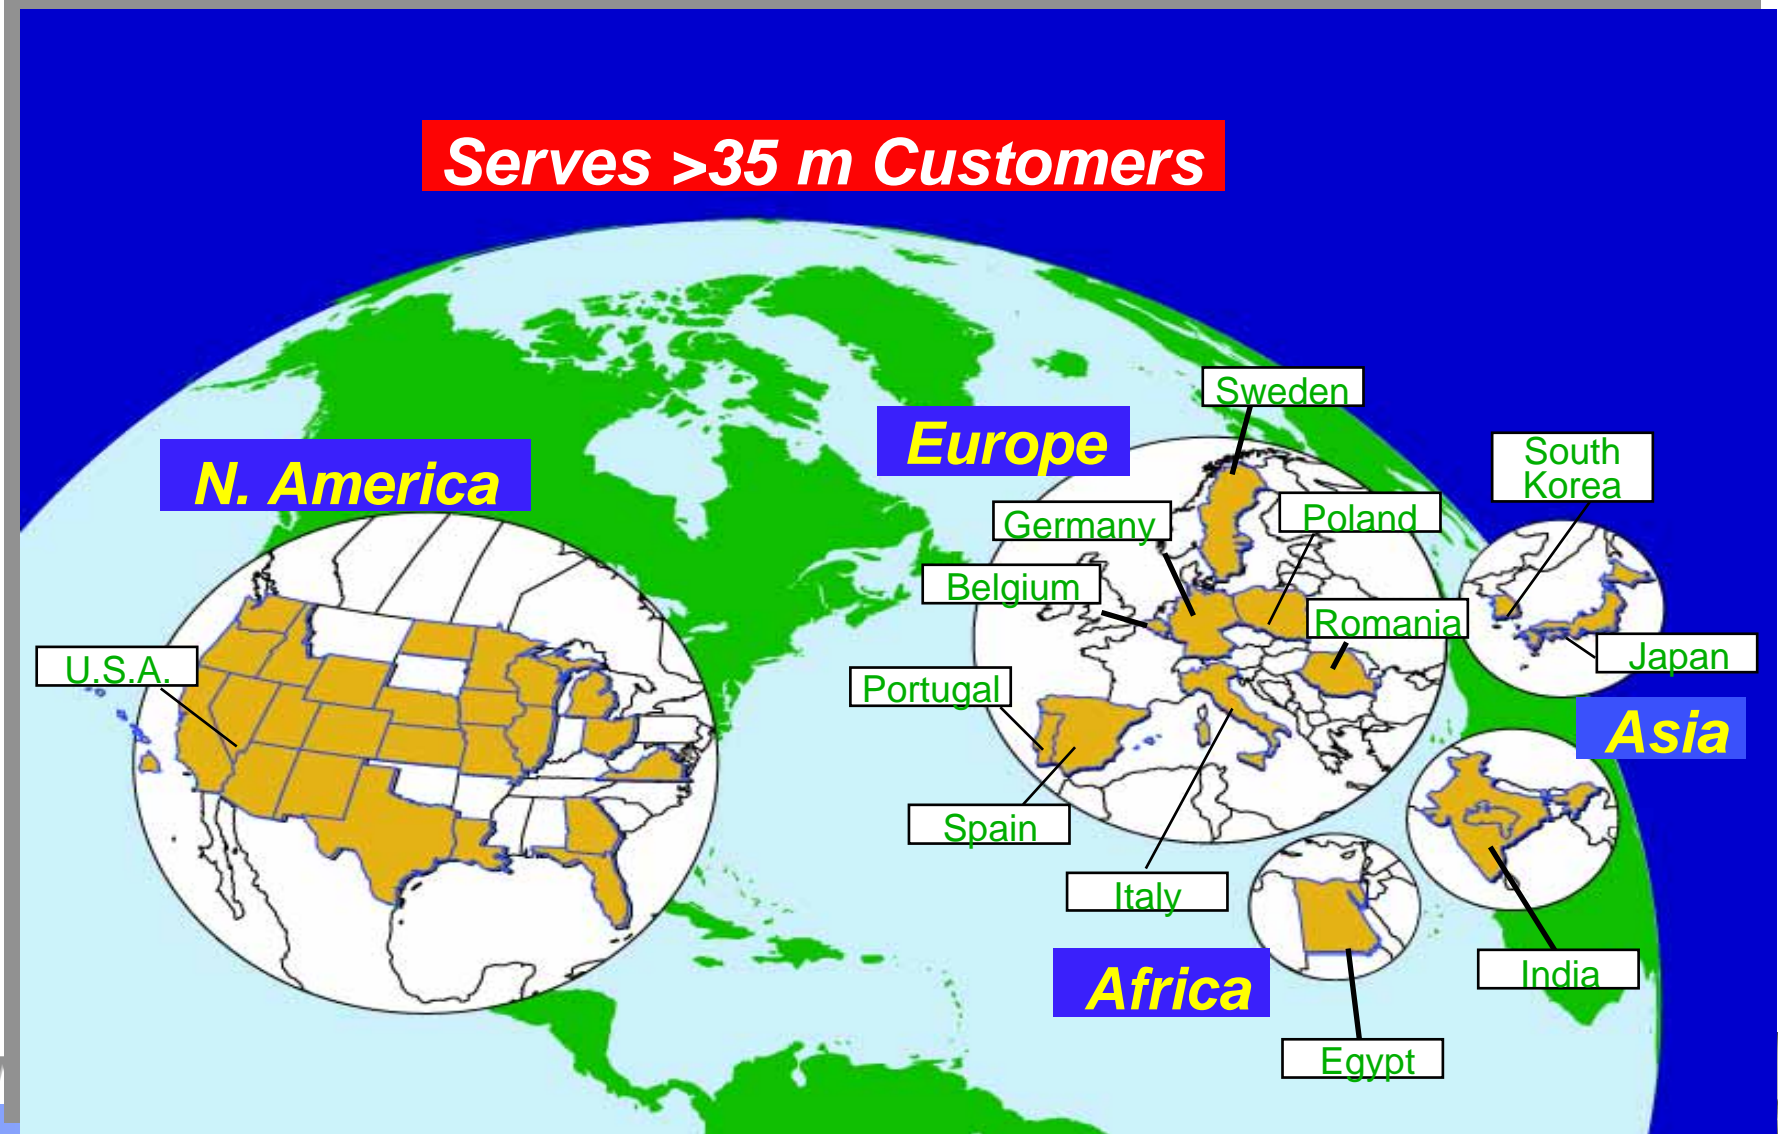 Serves >35 m Customers
Sweden
Europe
South
Korea
N. America
Germany
Poland
Belgium
Romania
U.S.A.
Japan
Portugal
Asia
Spain
Italy
Africa
India
Egypt